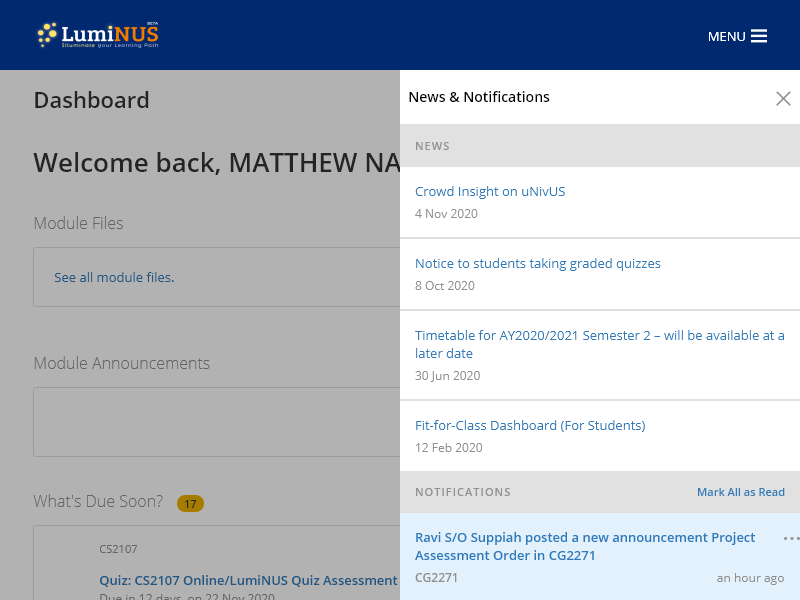 LumiNUS BETA
Illuminate your Learning Path
MENU
Dashboard
Welcome back, MATTHEW NA
Module Files
See all module files.
Module Announcements
What's Due Soon? 17
CS2107
Quiz: CS2107 Online/LumiNUS Quiz Assessment
Due in 12 days, on 22 Nov 2020
News & Notifications
NEWS
Crowd Insight on uNivUS
4 Nov 2020
Notice to students taking graded quizzes
8 Oct 2020
Timetable for AY2020/2021 Semester 2 – will be available at a
later date
30 Jun 2020
Fit-for-Class Dashboard (For Students)
12 Feb 2020
NOTIFICATIONS Mark All as Read
Ravi S/O Suppiah posted a new announcement Project
Assessment Order in CG2271
CG2271 an hour ago